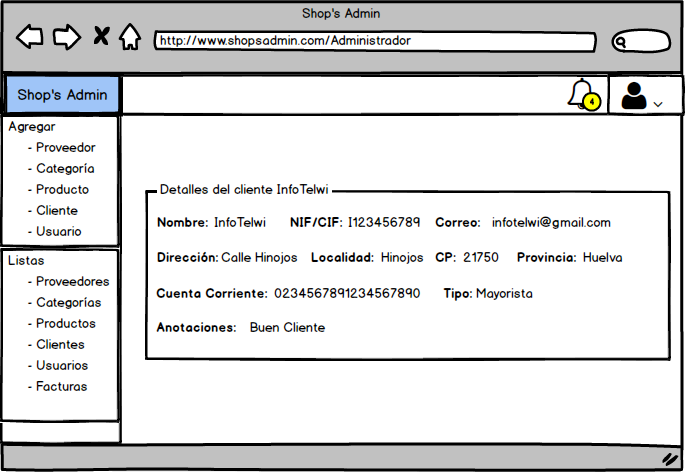 Shop's Admin
http://www.shopsadmin.com/Administrador
Shop's Admin
4
Agregar
- Proveedor
- Categoría
- Producto
- Cliente
- Usuario
Listas
- Proveedores
- Categorías
- Productos
- Clientes
- Usuarios
- Facturas
Detalles del cliente InfoTelwi
Nombre: InfoTelwi NIF/CIF: I123456789 Correo: infotelwi@gmail.com
Dirección: Calle Hinojos Localidad: Hinojos CP: 21750 Provincia: Huelva
Cuenta Corriente: 0234567891234567890 Tipo: Mayorista
Anotaciones: Buen Cliente